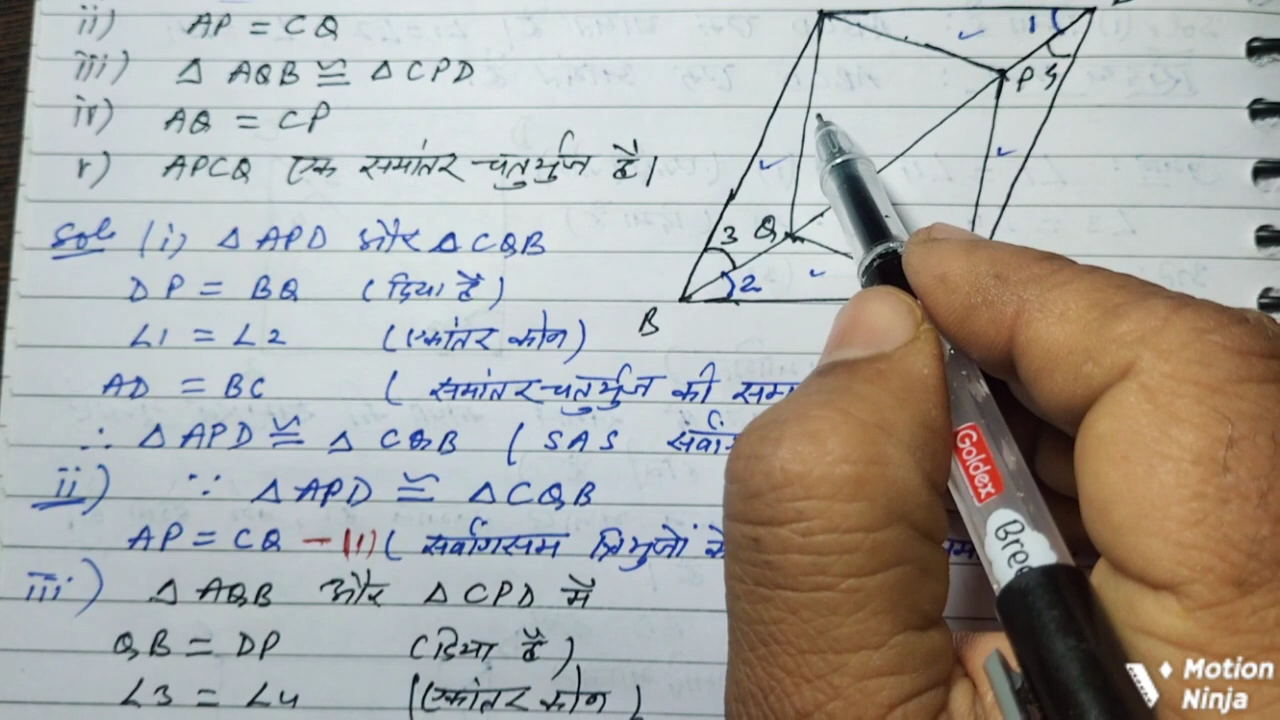 ii) AP = CQ
iii) △ AQB ≅ △ CPD
iv) AQ = CP
v) APCQ एक समांतर चतुर्भुज है।
1
P 4
3 Q
2
B
Sol (i) △ APD और △ CQB
DP = BQ (दिया है)
∠1 = ∠2 (एकांतर कोण)
AD = BC ( समांतर चतुर्भुज की
∴ △ APD ≅ △ CQB ( SAS
ii) ∵ △ APD ≅ △ CQB
AP = CQ - (1) ( सर्वांगसम त्रिभुजों के
iii) △ AQB और △ CPD में
QB = DP (दिया है)
∠3 = ∠4 (एकांतर कोण)
Goldex
Motion
Ninja